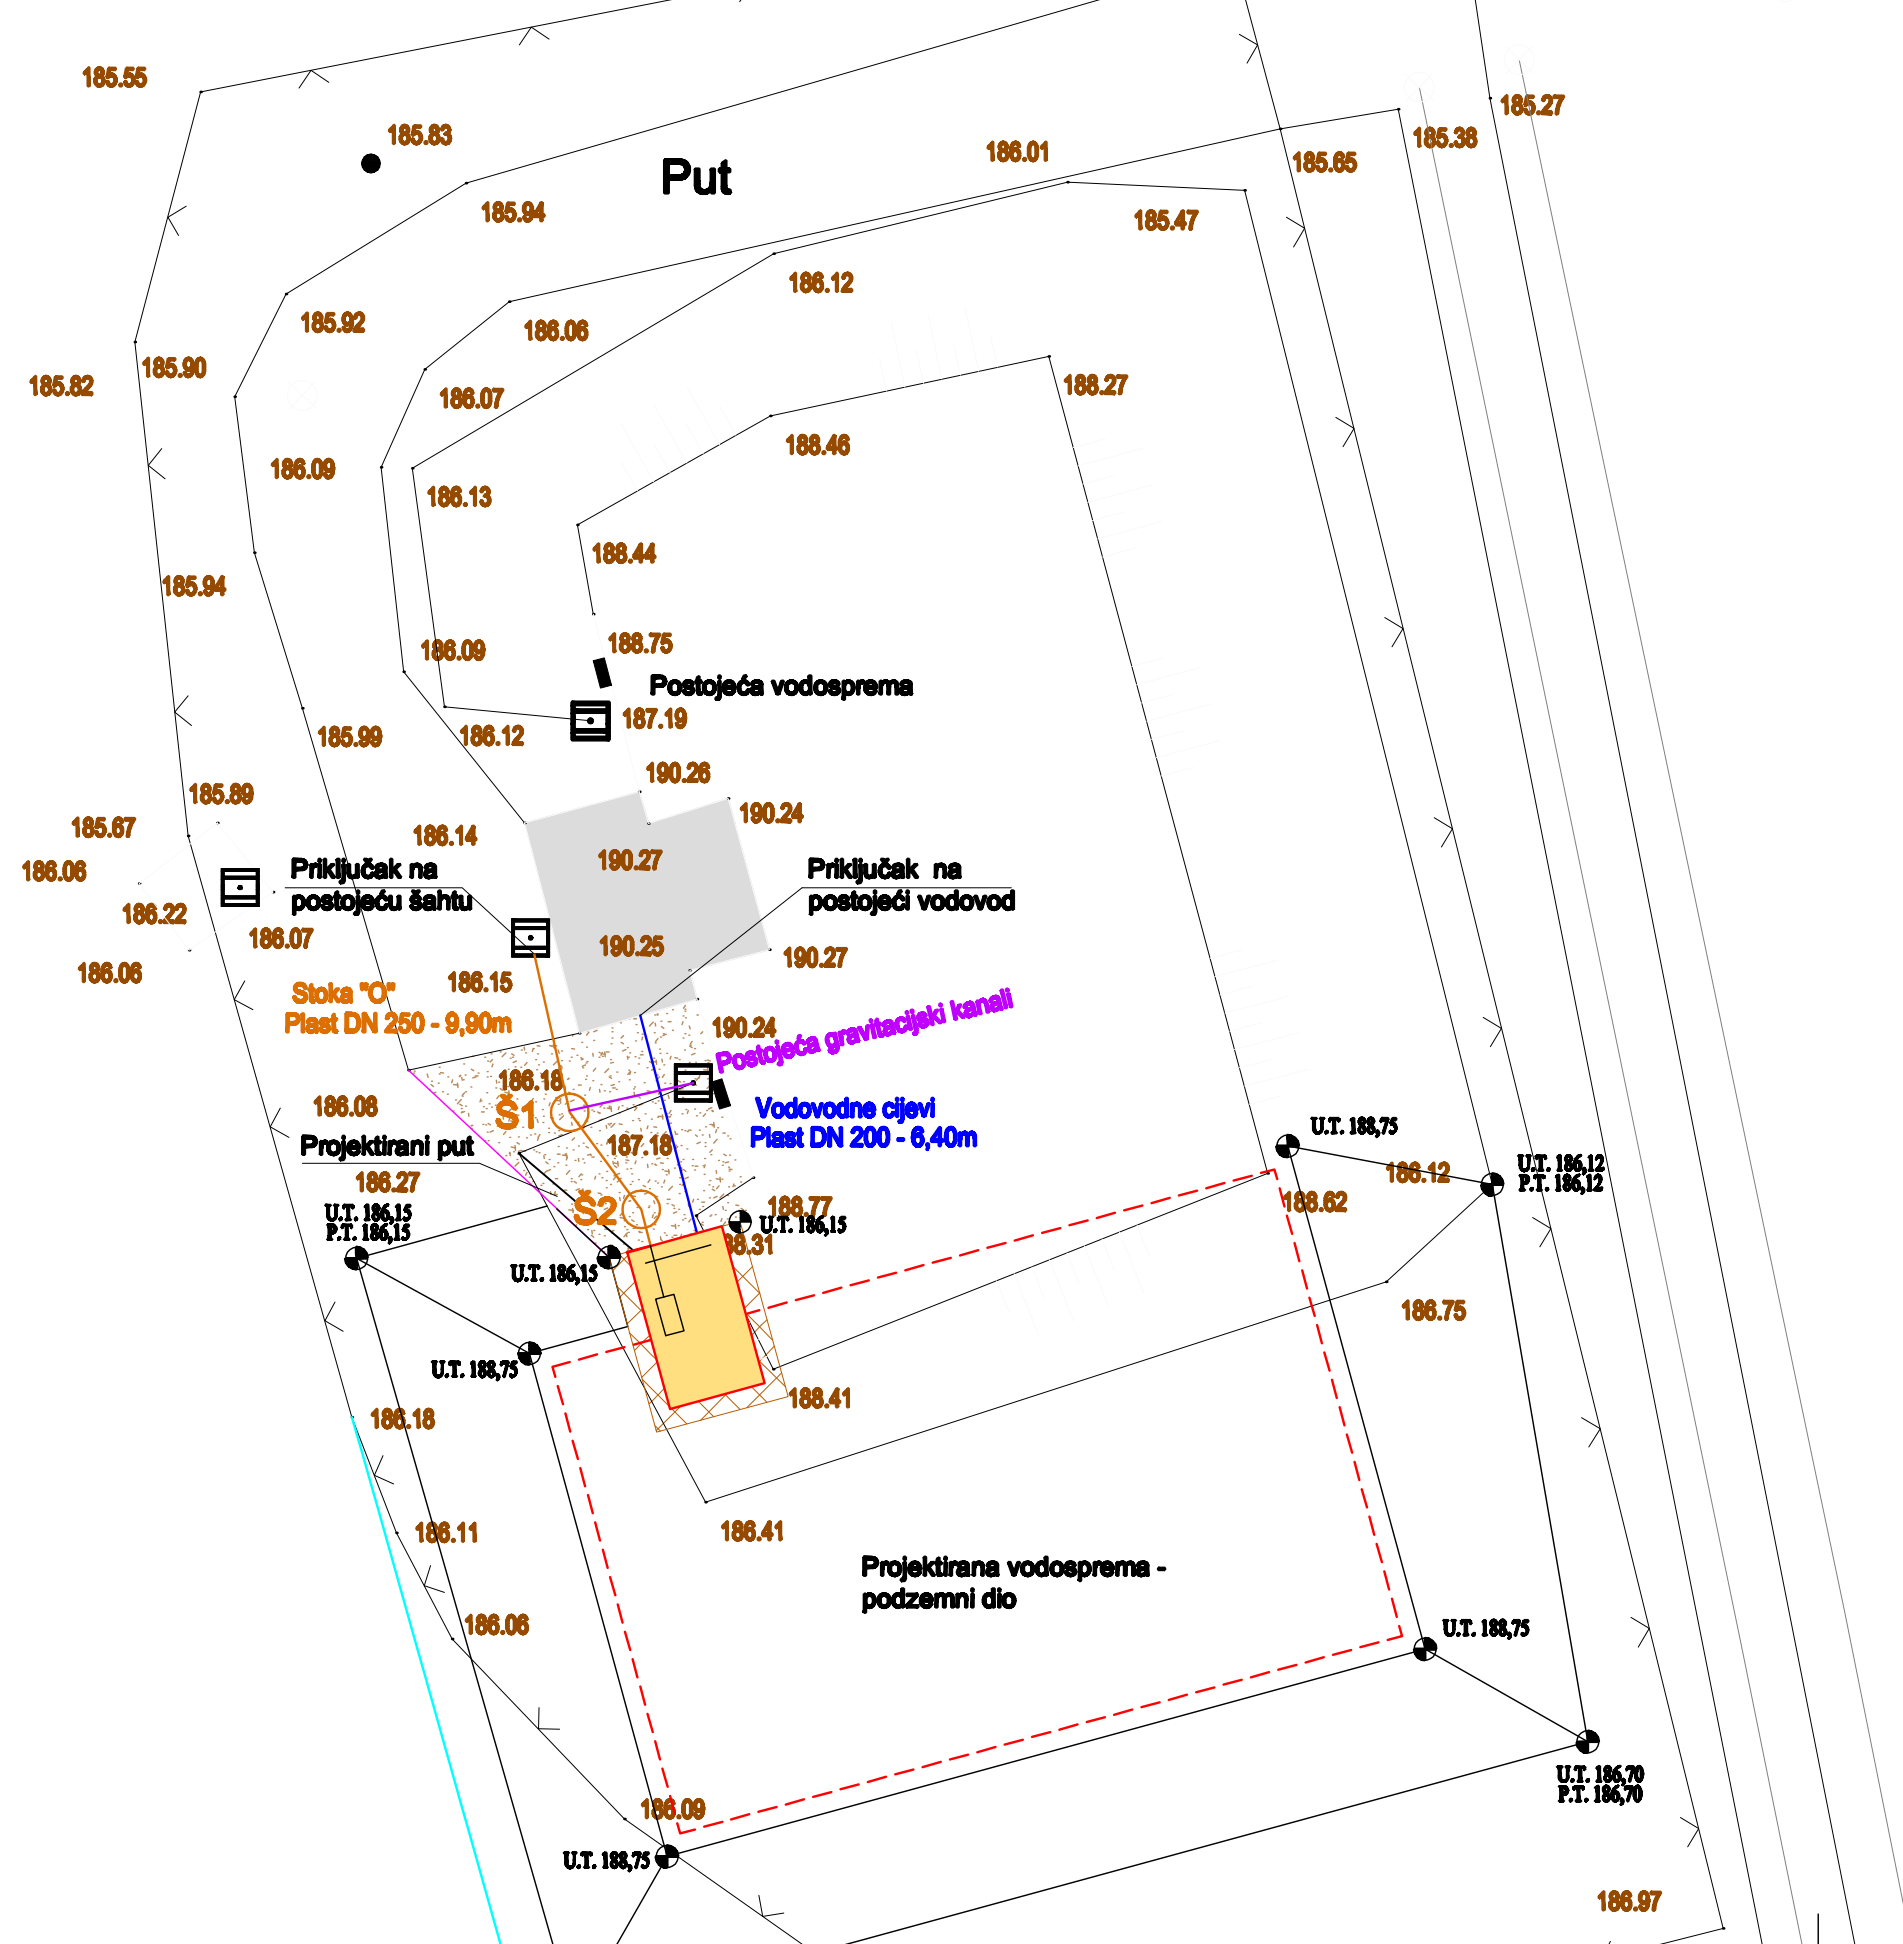 185.55
185.83
Put
186.01
185.27
185.38
185.65
185.94
185.47
186.12
185.92
186.06
185.90
185.82
186.07
188.27
188.46
186.09
186.13
188.44
185.94
186.09
188.75
Postojeća vodosprema
187.19
185.99
186.12
190.26
185.89
190.24
185.67
186.14
190.27
186.06
Priključak na
postojeću šahtu
Priključak na
postojeći vodovod
186.22
186.07
190.25
190.27
186.06
186.15
Stoka "O"
Plast DN 250 - 9,90m
190.24
Postojeća gravitacijski kanali
186.18
Š1
186.08
Vodovodne cijevi
Plast DN 200 - 6,40m
Projektirani put
187.18
U.T. 188,75
186.12
U.T. 186,12
P.T. 186,12
186.27
188.62
188.77
Š2
U.T. 186,15
P.T. 186,15
U.T. 186,15
88.31
U.T. 186,15
186.75
U.T. 188,75
188.41
186.18
186.11
186.41
Projektirana vodosprema -
podzemni dio
186.06
U.T. 188,75
U.T. 186,70
P.T. 186,70
186.09
U.T. 188,75
186.97